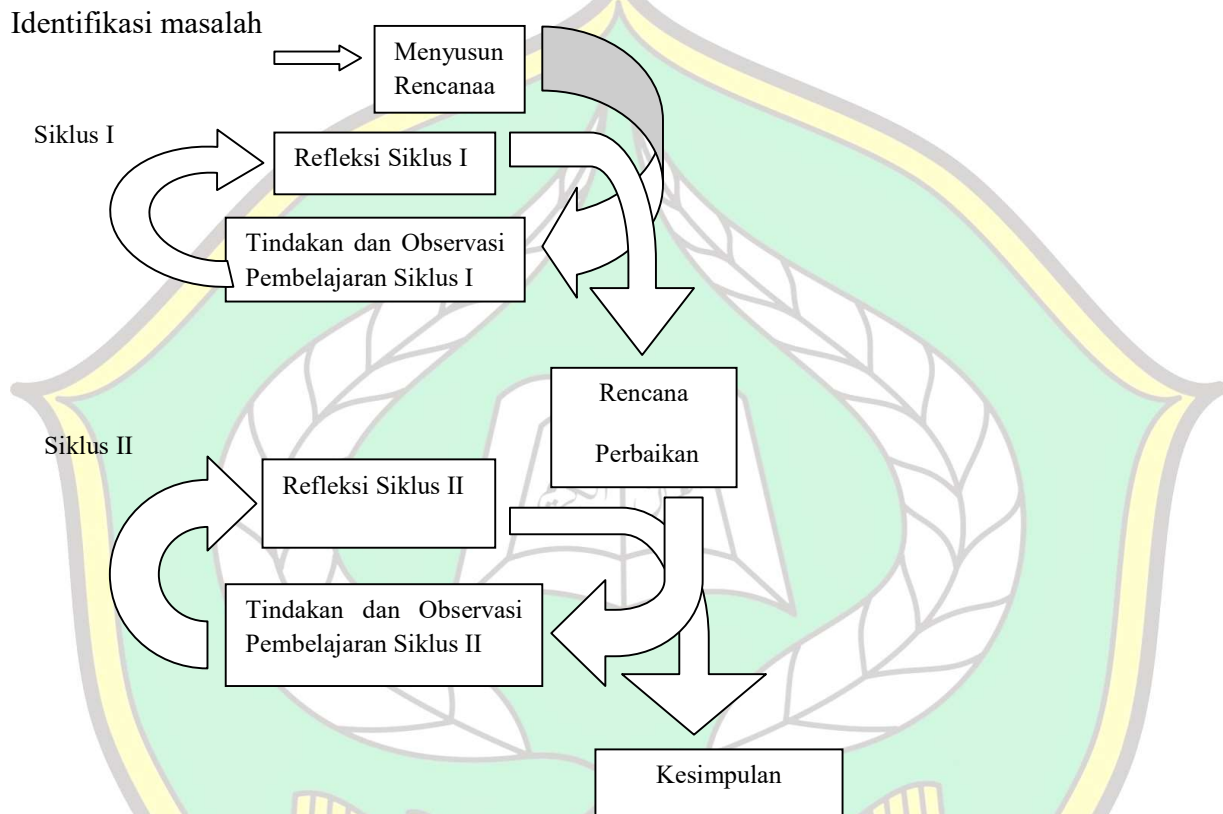 Identifikasi masalah
Menyusun
Rencanaa
Siklus I
Refleksi Siklus I
Tindakan dan Observasi
Pembelajaran Siklus I
Rencana
Perbaikan
Siklus II
Refleksi Siklus II
Tindakan dan Observasi
Pembelajaran Siklus II
Kesimpulan